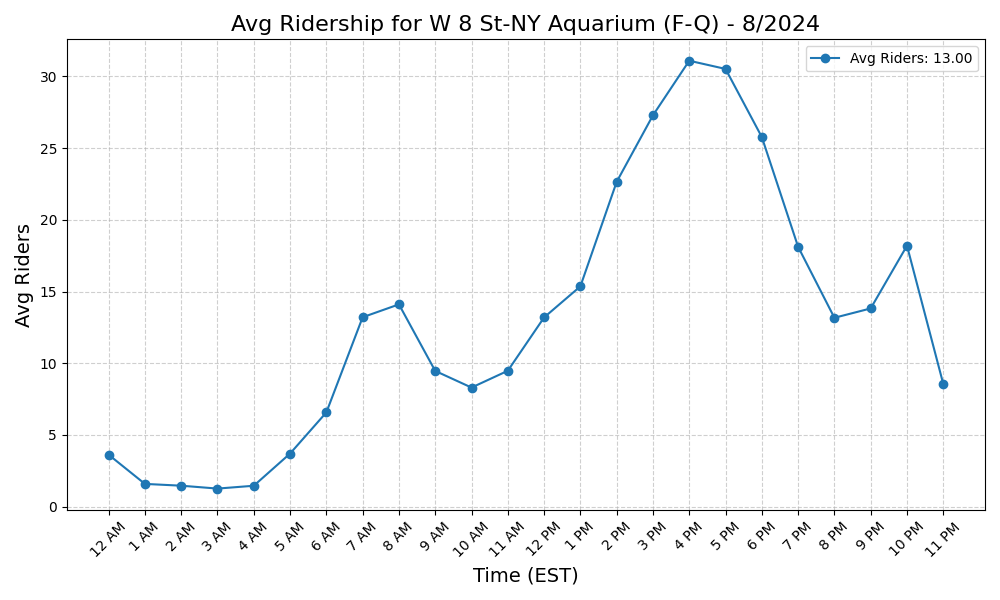 Avg Ridership for W 8 St-NY Aquarium (F-Q) - 8/2024
Avg Riders: 13.00
Avg Riders
30
25
20
15
10
5
0
12 AM
1 AM
2 AM
3 AM
4 AM
5 AM
6 AM
7 AM
8 AM
9 AM
10 AM
11 AM
12 PM
1 PM
2 PM
3 PM
4 PM
5 PM
6 PM
7 PM
8 PM
9 PM
10 PM
11 PM
Time (EST)